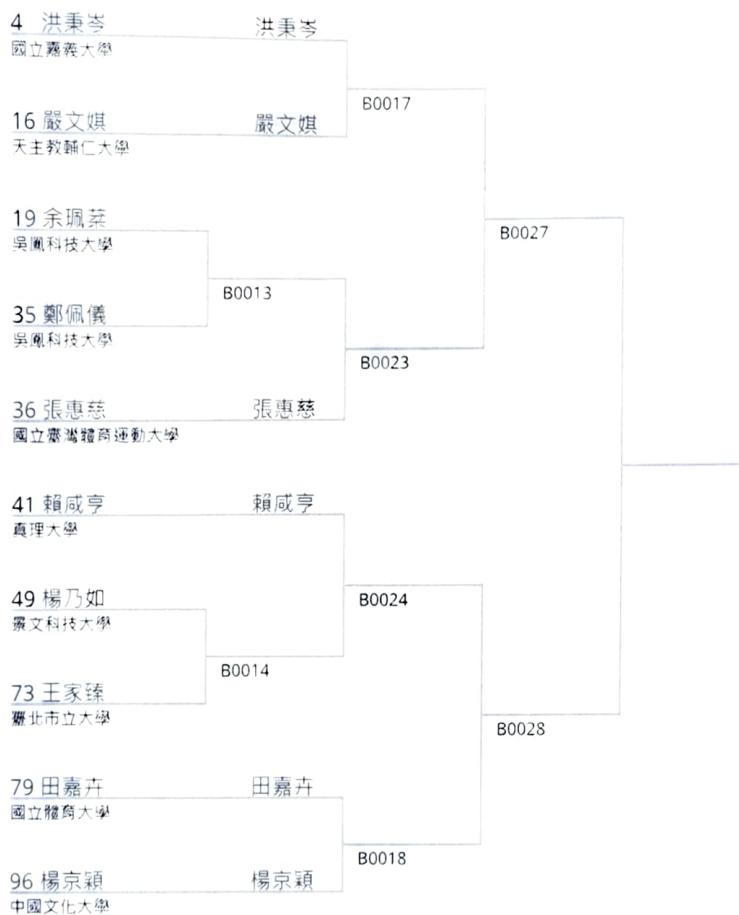 4 洪秉岑 洪秉岑
國立嘉義大學
B0017
16 嚴文娸 嚴文娸
天主教輔仁大學
19 余珮棻
吳鳳科技大學
B0027
B0013
35 鄭佩儀
吳鳳科技大學
B0023
36 張惠慈 張惠慈
國立臺灣體育運動大學
41 賴咸亨 賴咸亨
真理大學
49 楊乃如
景文科技大學
B0024
B0014
73 王家臻
臺北市立大學
B0028
79 田嘉卉 田嘉卉
國立體育大學
B0018
96 楊京穎 楊京穎
中國文化大學